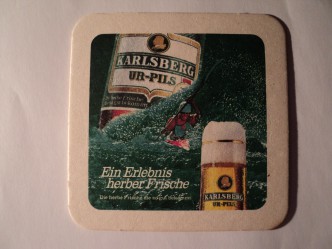 KARLSBERG
UR-PILS
Ein Erlebnis
herber Frische
KARLSBERG
UR-PILS